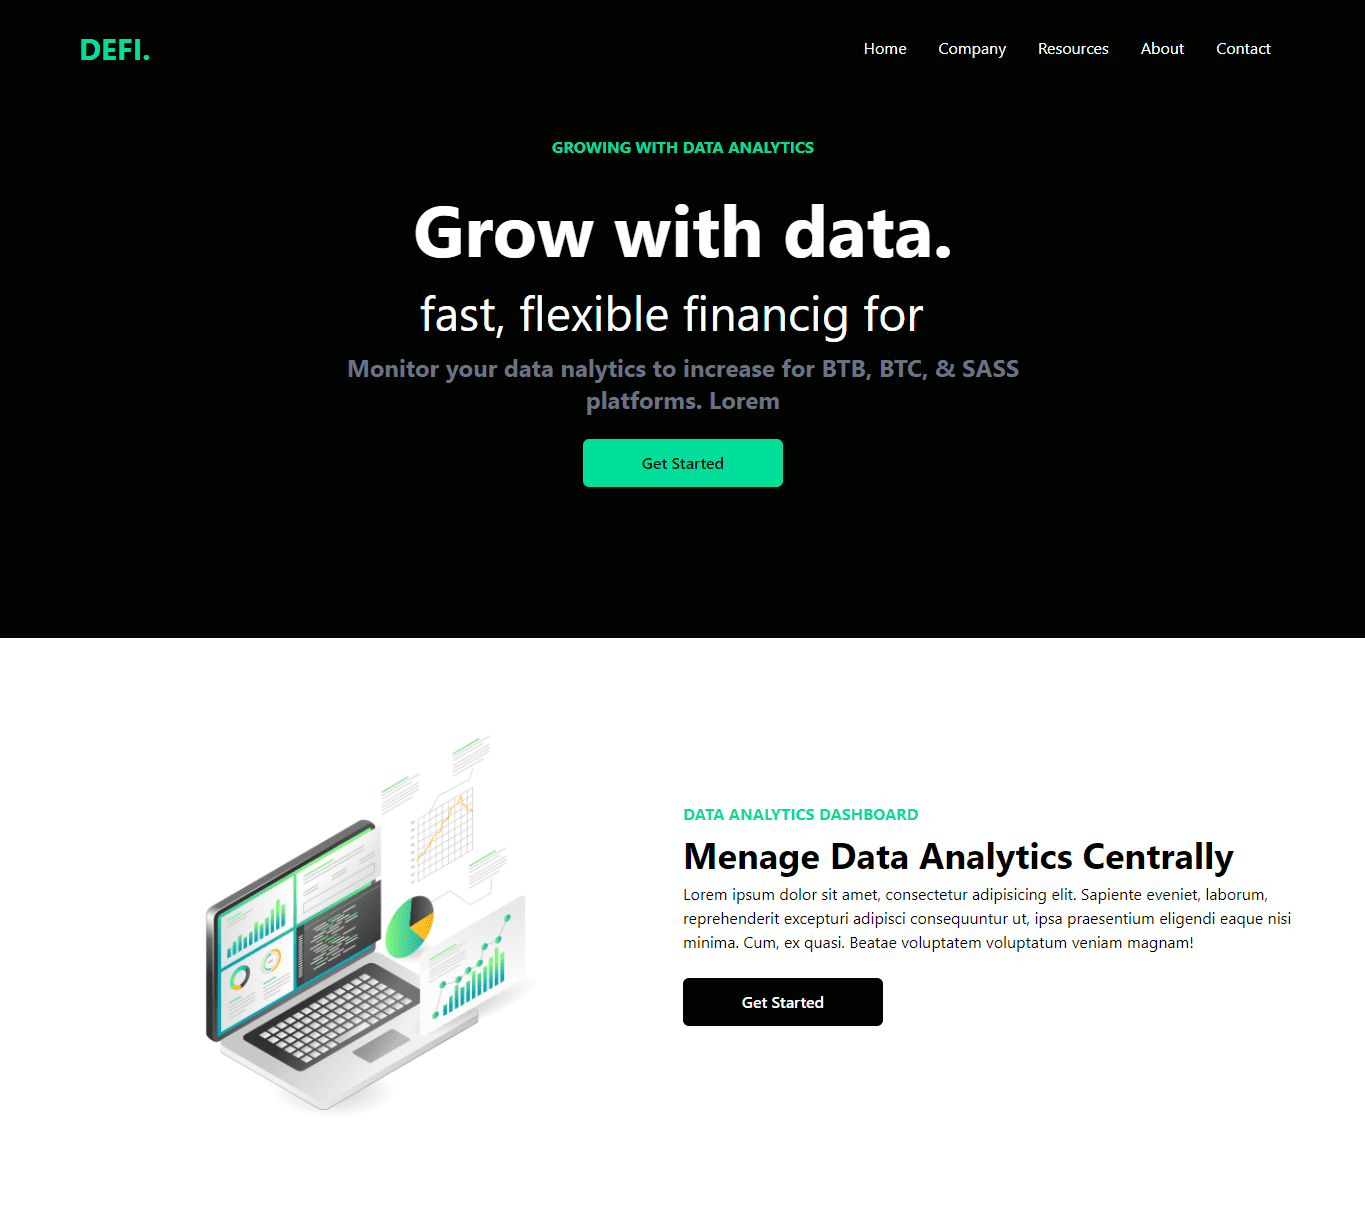 DEFI.
Home Company Resources About Contact
GROWING WITH DATA ANALYTICS
Grow with data.
fast, flexible financig for
Monitor your data nalytics to increase for BTB, BTC, & SASS
platforms. Lorem
Get Started
DATA ANALYTICS DASHBOARD
Menage Data Analytics Centrally
Lorem ipsum dolor sit amet, consectetur adipisicing elit. Sapiente eveniet, laborum,
reprehenderit excepturi adipisci consequuntur ut, ipsa praesentium eligendi eaque nisi
minima. Cum, ex quasi. Beatae voluptatem voluptatum veniam magnam!
Get Started